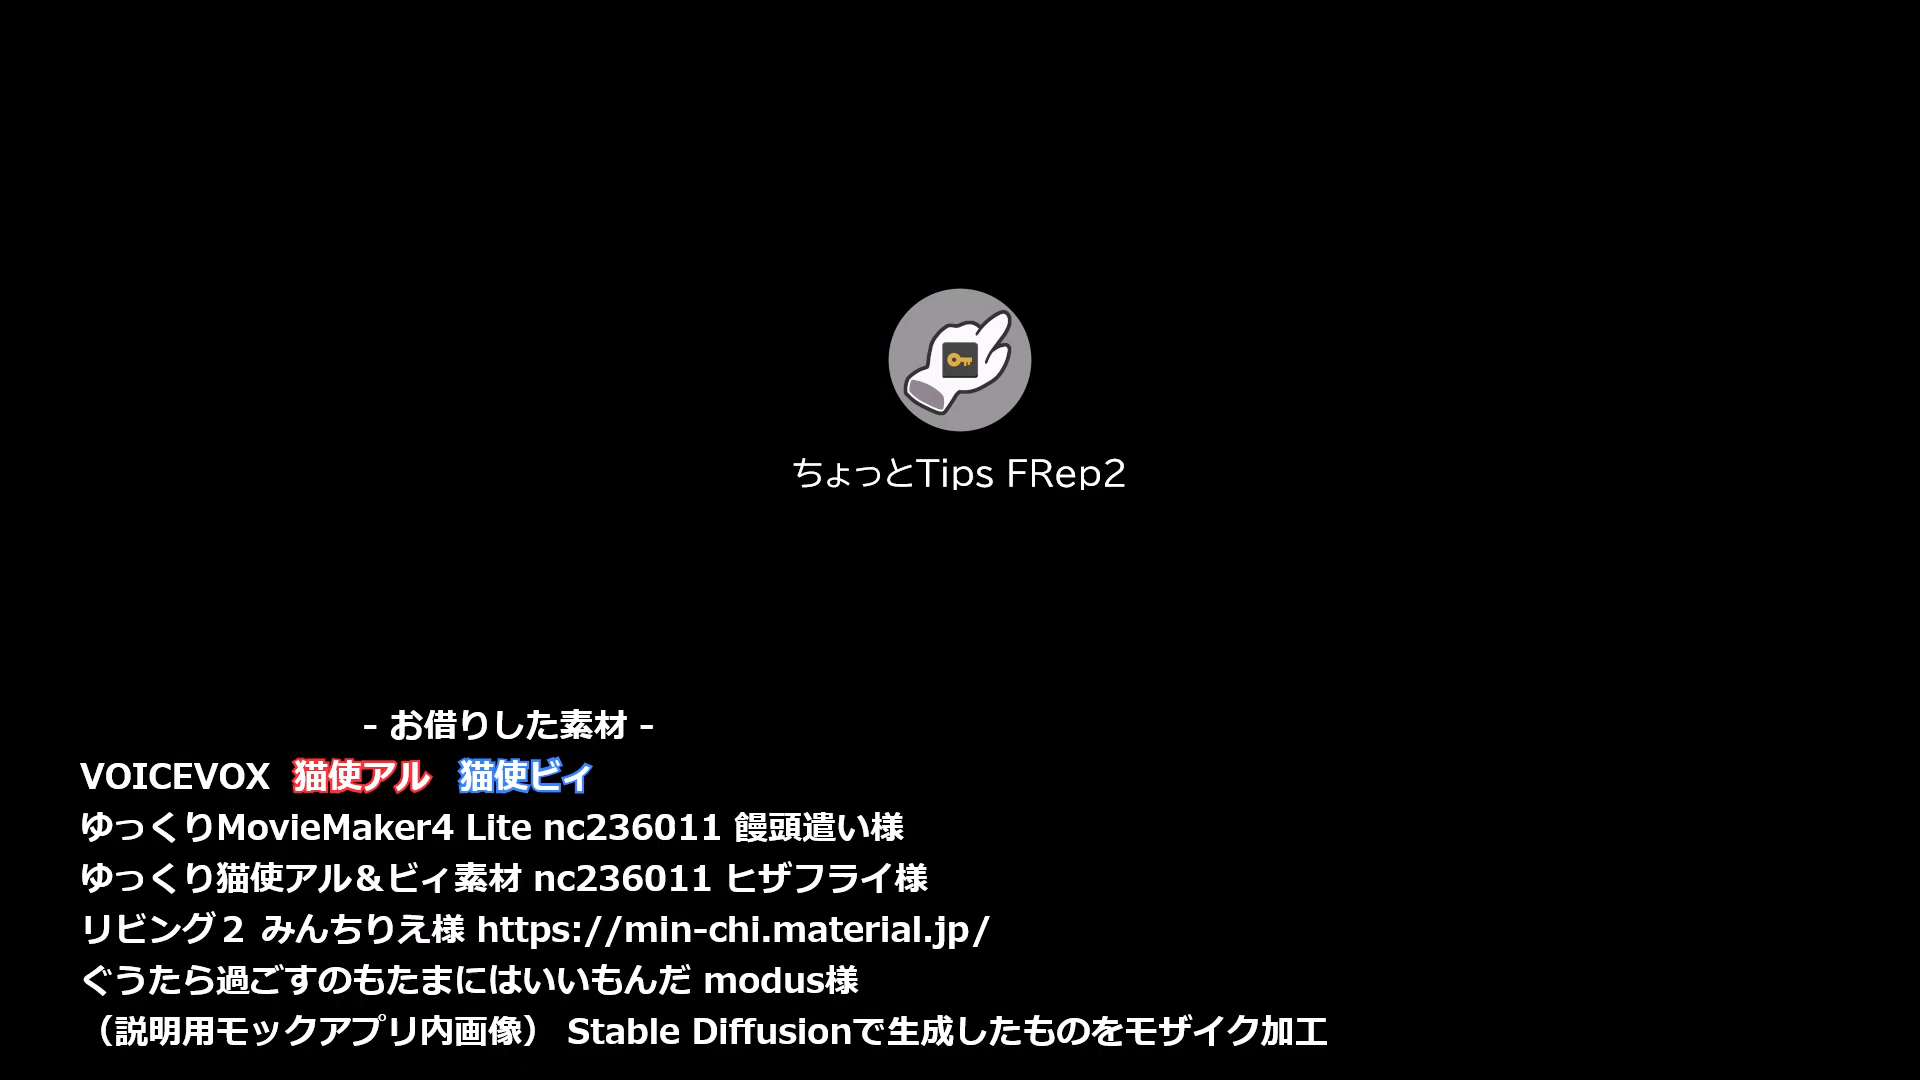 ちょっとTips FRep2
- お借りした素材 -
VOICEVOX 猫使アル 猫使ビィ
ゆっくりMovieMaker4 Lite nc236011 饅頭遣い様
ゆっくり猫使アル＆ビィ素材 nc236011 ヒザフライ様
リビング２ みんちりえ様 https://min-chi.material.jp/
ぐうたら過ごすのもたまにはいいもんだ modus様
（説明用モックアプリ内画像） Stable Diffusionで生成したものをモザイク加工